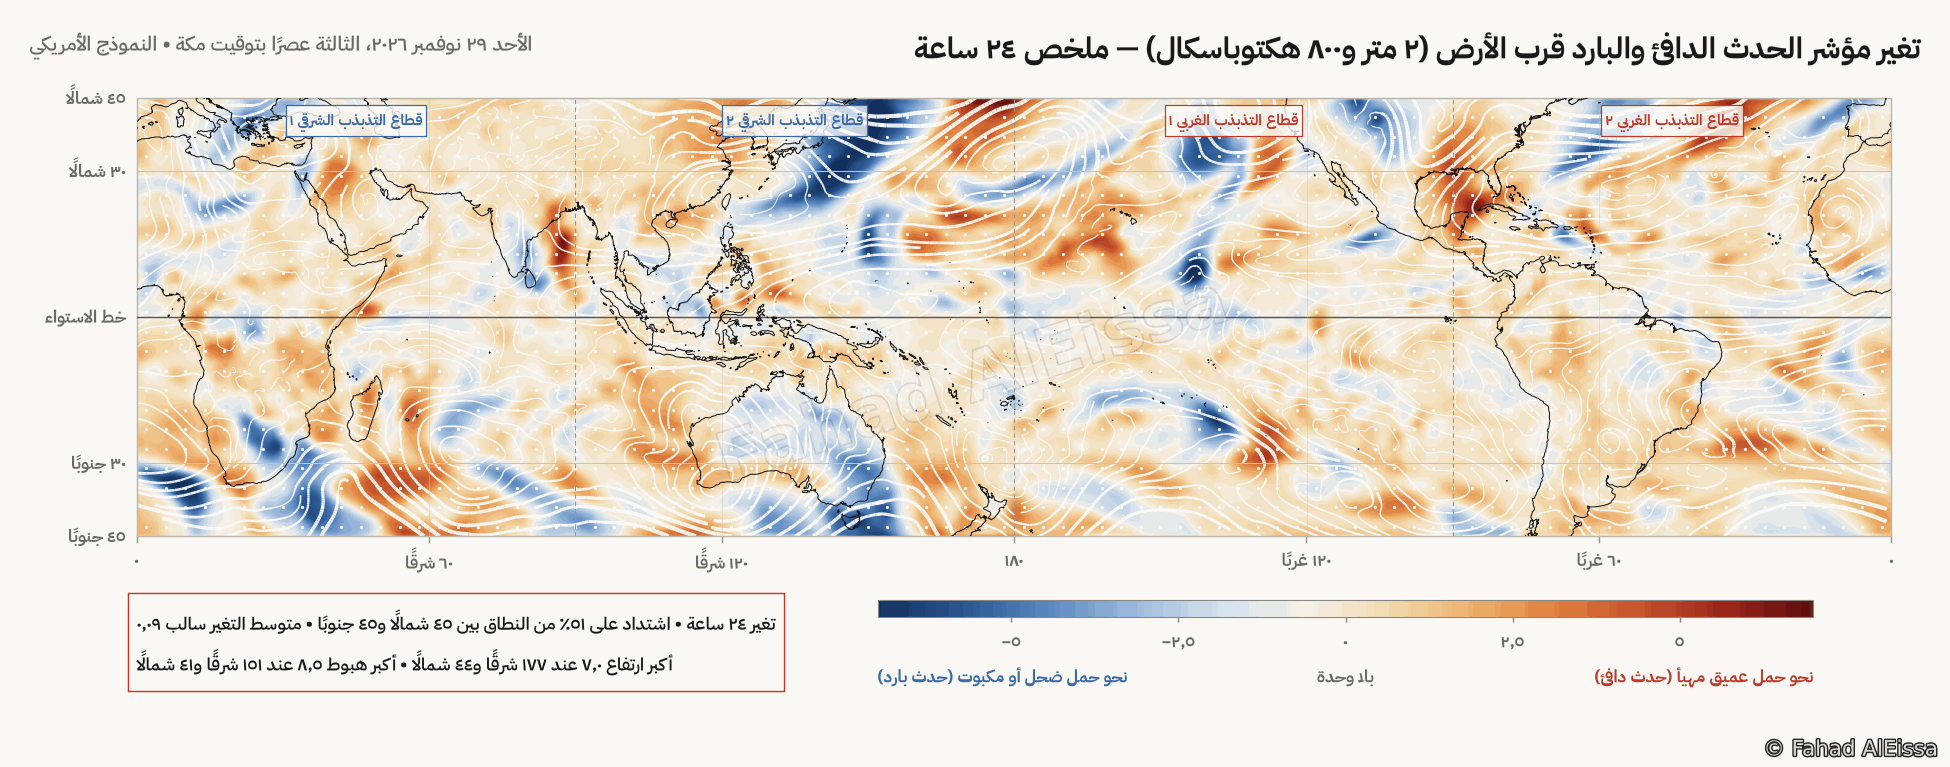 تغير مؤشر الحدث الدافئ والبارد قرب الأرض (٢ متر و٨٠٠ هكتوباسكال) — ملخص ٢٤ ساعة
الأحد ٢٩ نوفمبر ٢٠٢٦، الثالثة عصرًا بتوقيت مكة • النموذج الأمريكي
قطاع التذبذب الشرقي ١
قطاع التذبذب الشرقي ٢
قطاع التذبذب الغربي ١
قطاع التذبذب الغربي ٢
٤٥ شمالًا
٣٠ شمالًا
خط الاستواء
٣٠ جنوبًا
٤٥ جنوبًا
٠
٦٠ شرقًا
١٢٠ شرقًا
١٨٠
١٢٠ غربًا
٦٠ غربًا
٠
Fahad AlEissa
تغير ٢٤ ساعة • اشتداد على ٥١٪ من النطاق بين ٤٥ شمالًا و٤٥ جنوبًا • متوسط التغير سالب ٠,٠٩
أكبر ارتفاع ٧,٠ عند ١٧٧ شرقًا و٤٤ شمالًا • أكبر هبوط ٨,٥ عند ١٥١ شرقًا و٤١ شمالًا
−٥
−٢,٥
٠
٢,٥
٥
نحو حمل ضحل أو مكبوت (حدث بارد)
بلا وحدة
نحو حمل عميق مهيأ (حدث دافئ)
© Fahad AlEissa